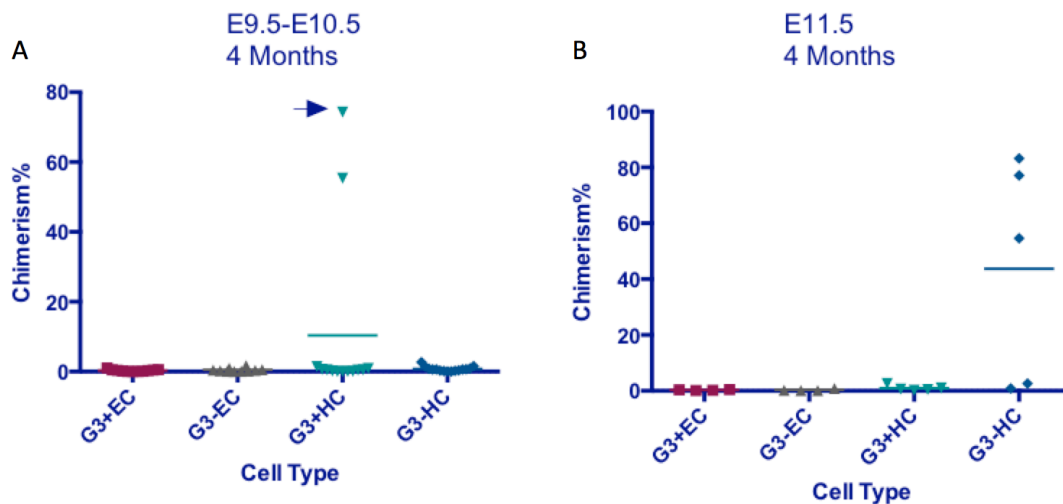 A
E9.5-E10.5
4 Months
80
60
40
20
0
Chimerism%
G3+EC
G3-EC
G3+HC
G3-HC
Cell Type
B
E11.5
4 Months
100
80
60
40
20
0
Chimerism%
G3+EC
G3-EC
G3+HC
G3-HC
Cell Type